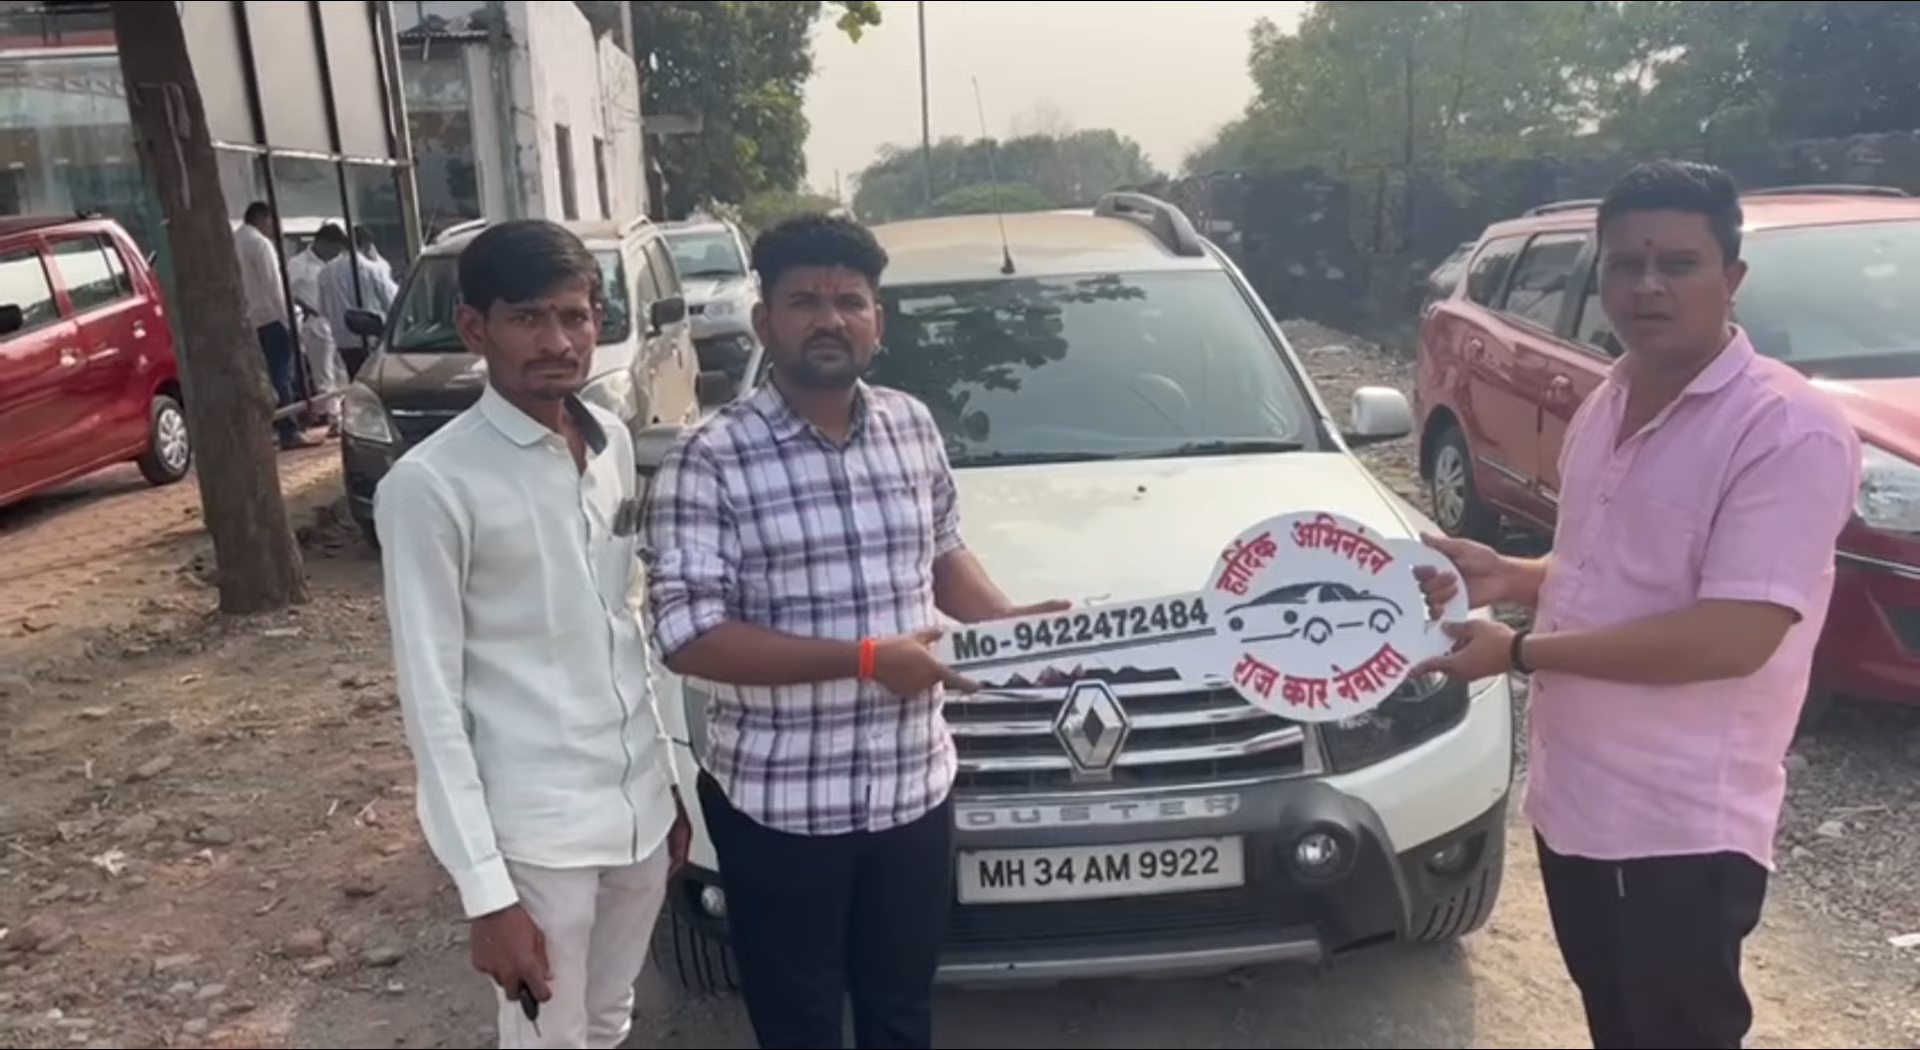 हार्दिक अभिनंदन
Mo-9422472484
राज कार नेवासा
DUSTER
MH 34 AM 9922